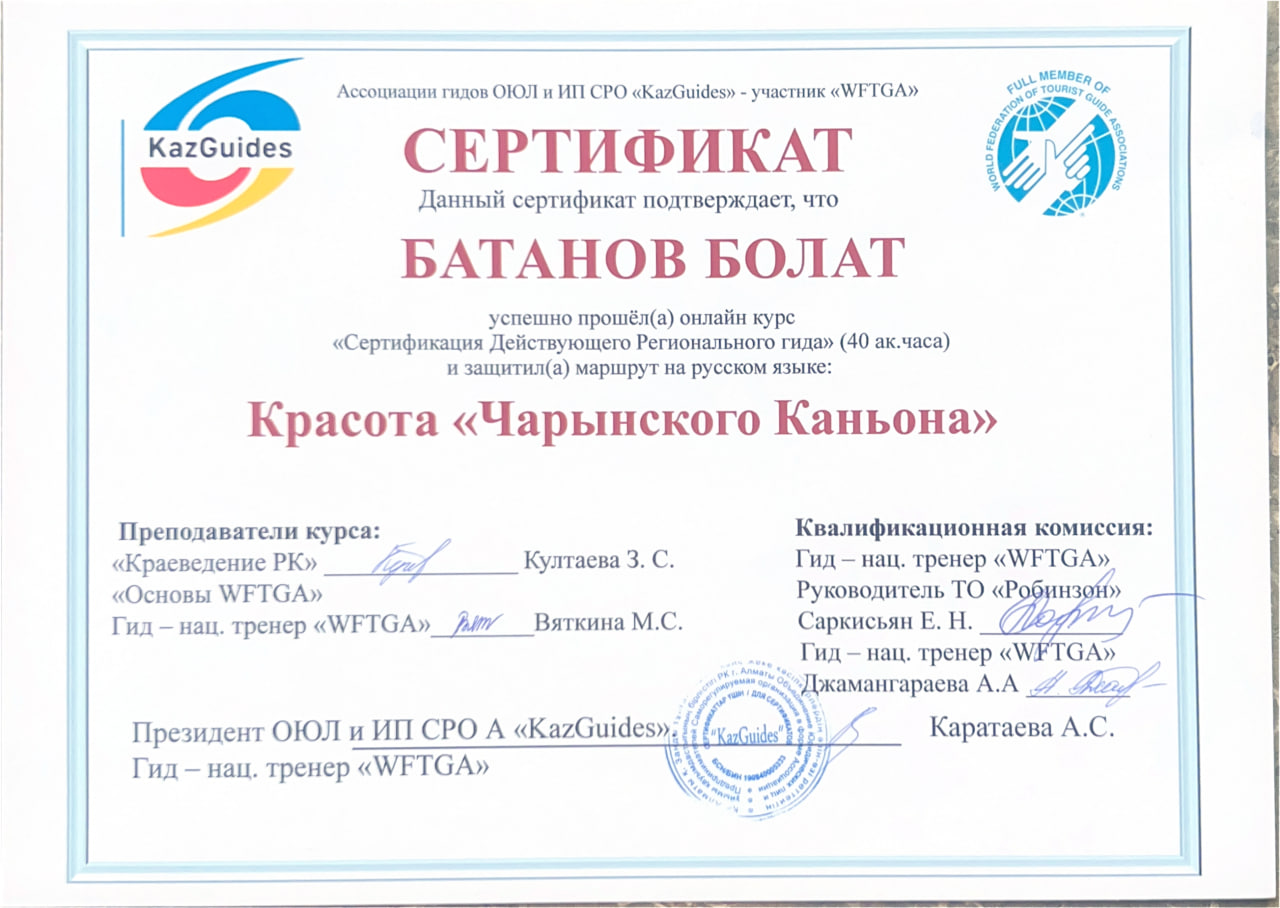 KazGuides
Ассоциации гидов ОЮЛ и ИП СРО «KazGuides» - участник «WFTGA»
FULL MEMBER OF
WORLD FEDERATION OF TOURIST GUIDE ASSOCIATIONS
СЕРТИФИКАТ
Данный сертификат подтверждает, что
БАТАНОВ БОЛАТ
успешно прошёл(а) онлайн курс
«Сертификация Действующего Регионального гида» (40 ак.часа)
и защитил(а) маршрут на русском языке:
Красота «Чарынского Каньона»
Преподаватели курса:
«Краеведение РК» Култаева З. С.
«Основы WFTGA»
Гид – нац. тренер «WFTGA» Вяткина М.С.
Квалификационная комиссия:
Гид – нац. тренер «WFTGA»
Руководитель ТО «Робинзон»
Саркисьян Е. Н.
Гид – нац. тренер «WFTGA»
Джамангараева А.А
Президент ОЮЛ и ИП СРО А «KazGuides». Каратаева А.С.
Гид – нац. тренер «WFTGA»
СЕРТИФИКАТТАР ҮШІН / ДЛЯ СЕРТИФИКАТОВ
"KazGuides"